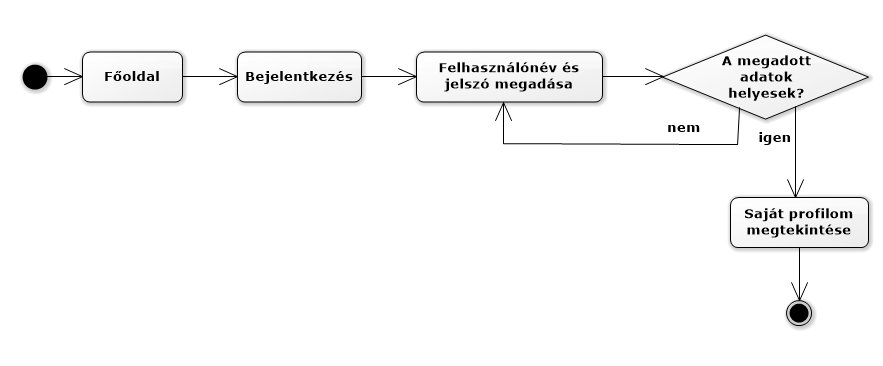 Főoldal
Bejelentkezés
Felhasználónév és
jelszó megadása
A megadott
adatok
helyesek?
nem
igen
Saját profilom
megtekintése